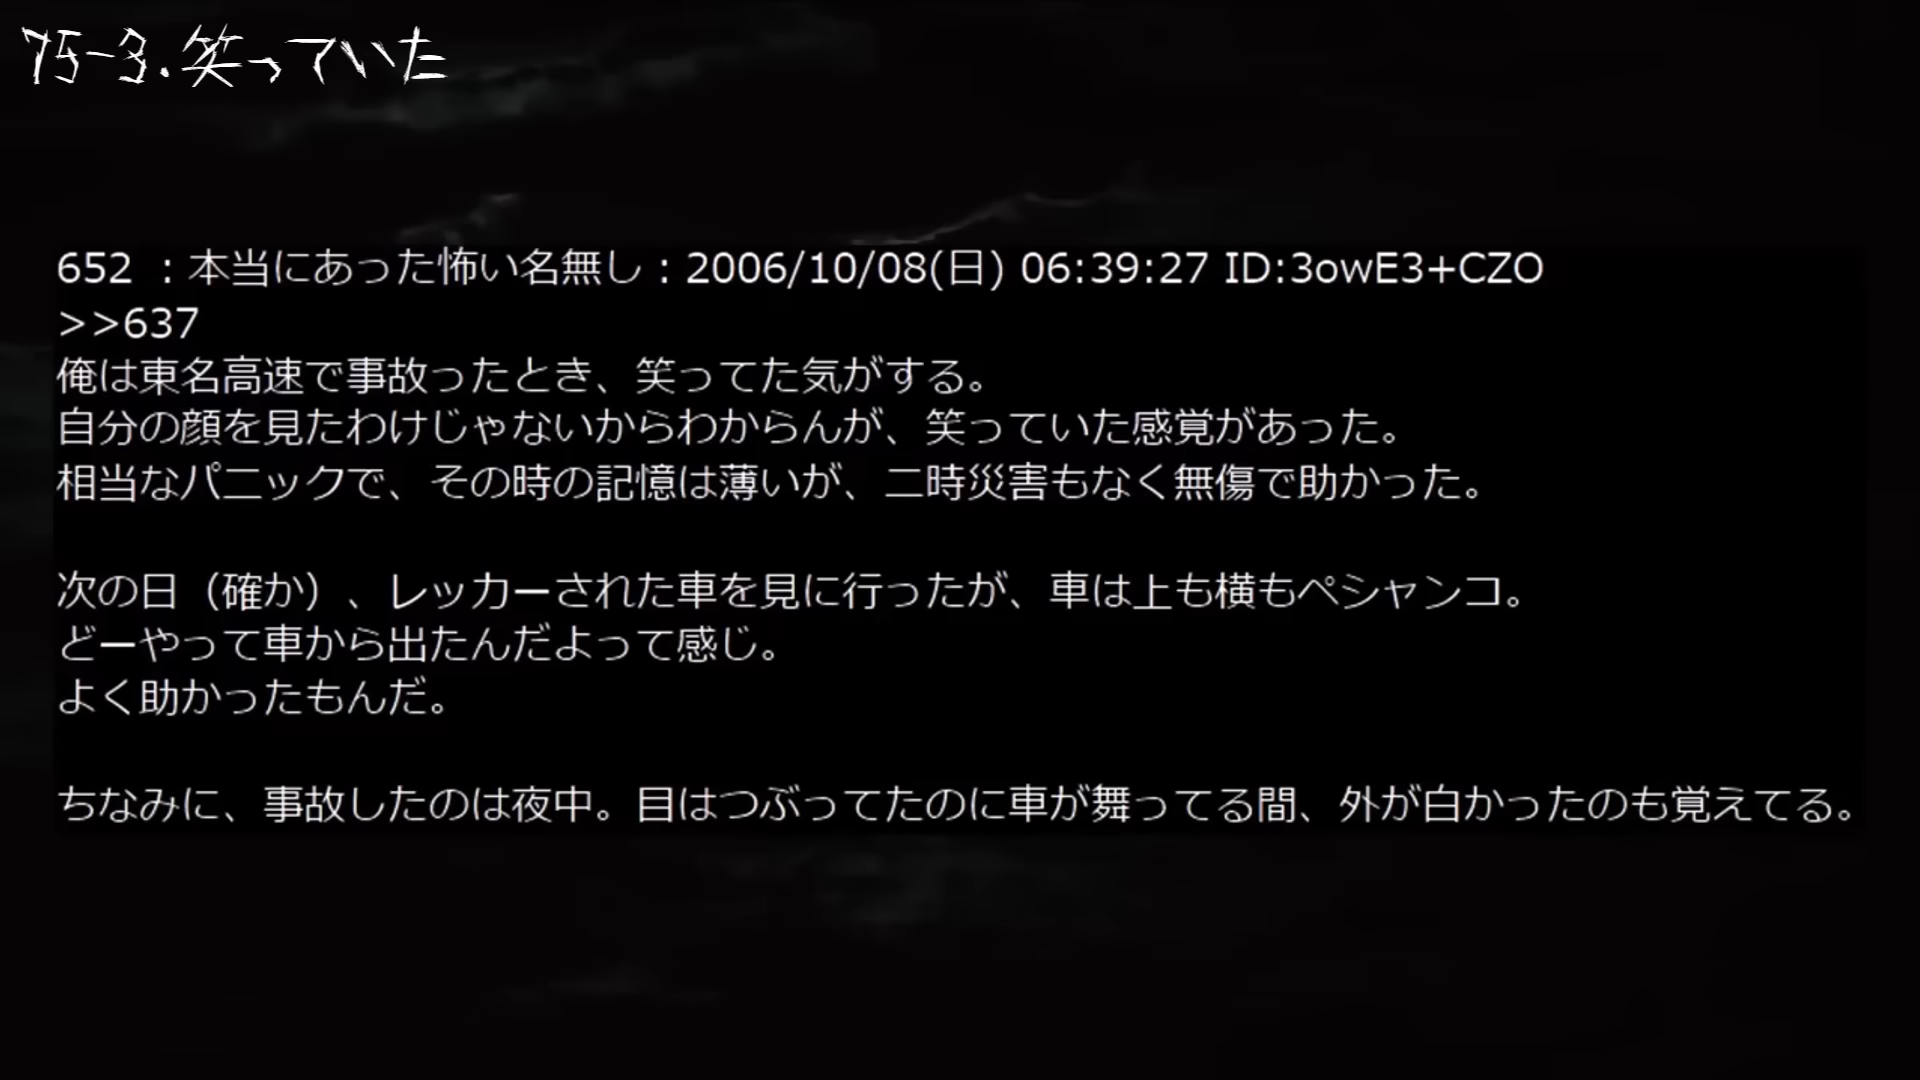 75-3.笑っていた
652 ：本当にあった怖い名無し：2006/10/08(日) 06:39:27 ID:3owE3+CZO
>>637
俺は東名高速で事故ったとき、笑ってた気がする。
自分の顔を見たわけじゃないからわからんが、笑っていた感覚があった。
相当なパニックで、その時の記憶は薄いが、二時災害もなく無傷で助かった。
次の日（確か）、レッカーされた車を見に行ったが、車は上も横もペシャンコ。
どーやって車から出たんだよって感じ。
よく助かったもんだ。
ちなみに、事故したのは夜中。目はつぶってたのに車が舞ってる間、外が白かったのも覚えてる。